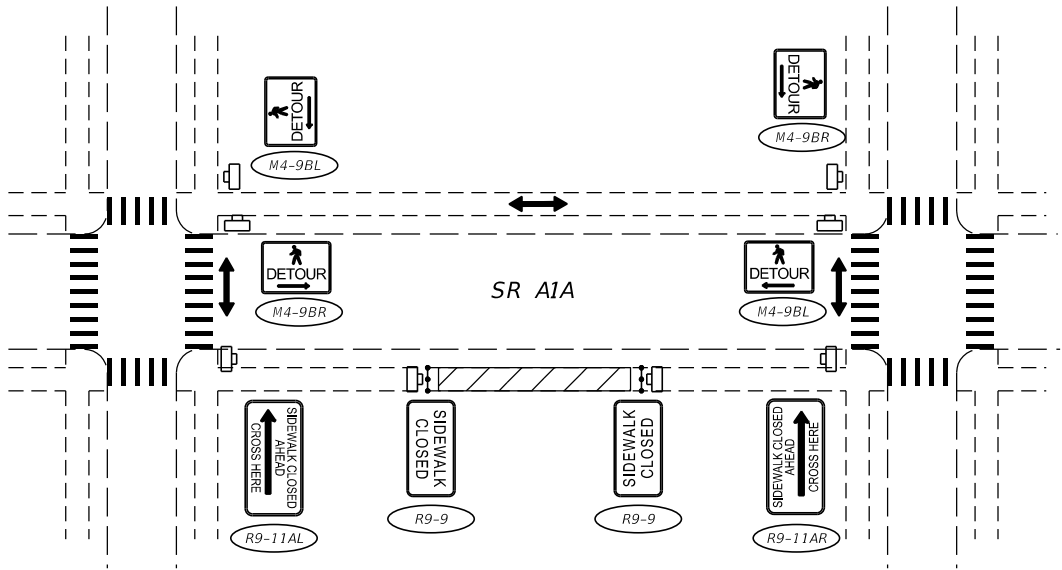 DETOUR
M4-9BL
DETOUR
M4-9BR
DETOUR
M4-9BR
SR A1A
DETOUR
M4-9BL
SIDEWALK CLOSED
AHEAD
CROSS HERE
R9-11AL
SIDEWALK
CLOSED
R9-9
SIDEWALK
CLOSED
R9-9
SIDEWALK CLOSED
AHEAD
CROSS HERE
R9-11AR